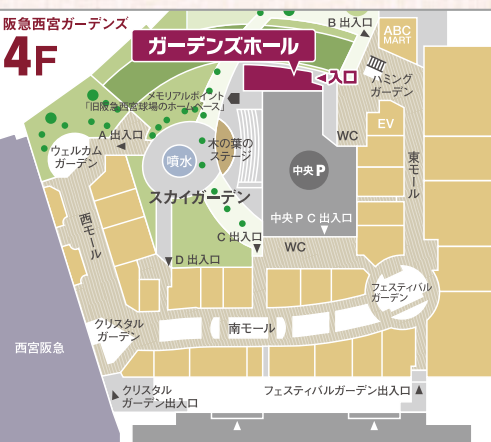 阪急西宮ガーデンズ
4F
B 出入口
ABC
MART
ガーデンズホール
入口
ハミング
ガーデン
メモリアルポイント
「旧阪急西宮球場のホームベース」
A 出入口
ウェルカム
ガーデン
木の葉の
ステージ
噴水
WC
EV
中央P
東モール
スカイガーデン
西モール
中央P C出入口
C 出入口
WC
D 出入口
フェスティバル
ガーデン
クリスタル
ガーデン
南モール
西宮阪急
クリスタル
ガーデン出入口
フェスティバルガーデン出入口